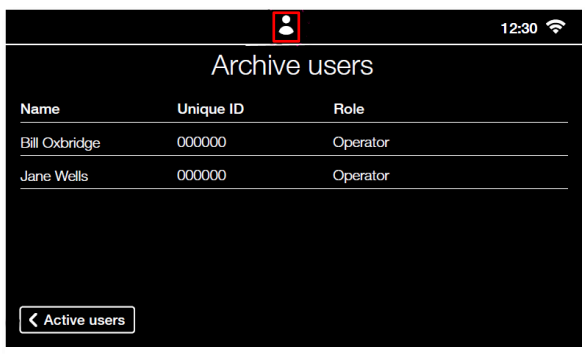 12:30
Archive users
Name Unique ID Role
Bill Oxbridge 000000 Operator
Jane Wells 000000 Operator
Active users